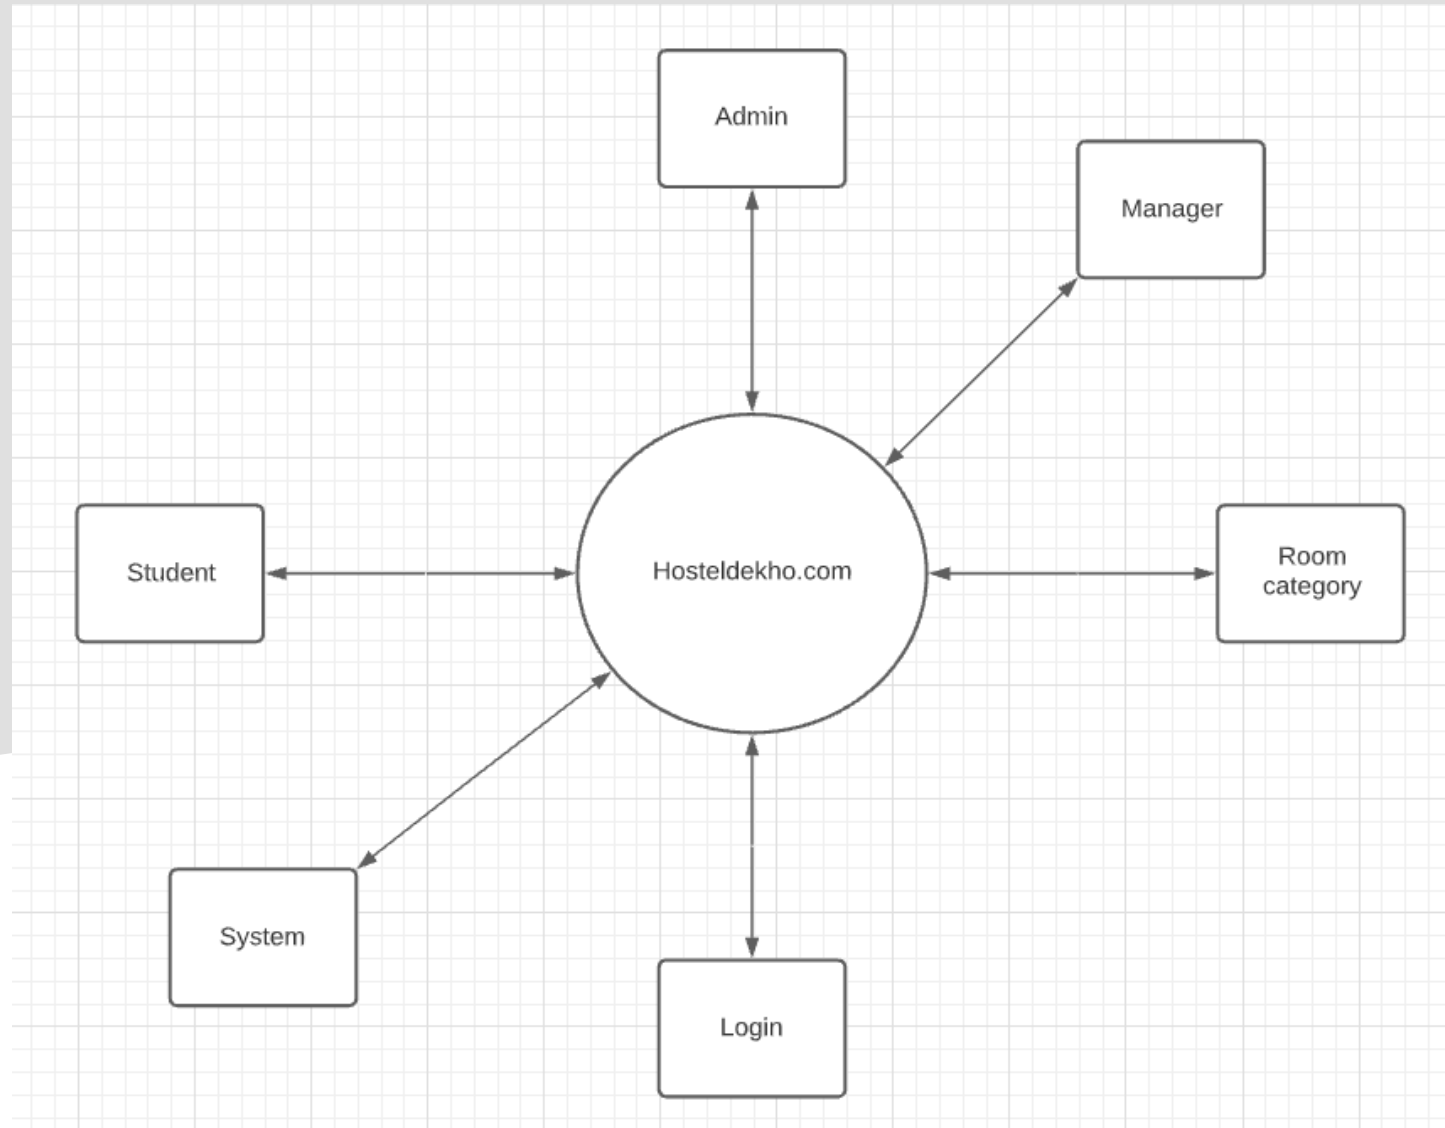 Admin
Manager
Student
Hosteldekho.com
Room
category
System
Login